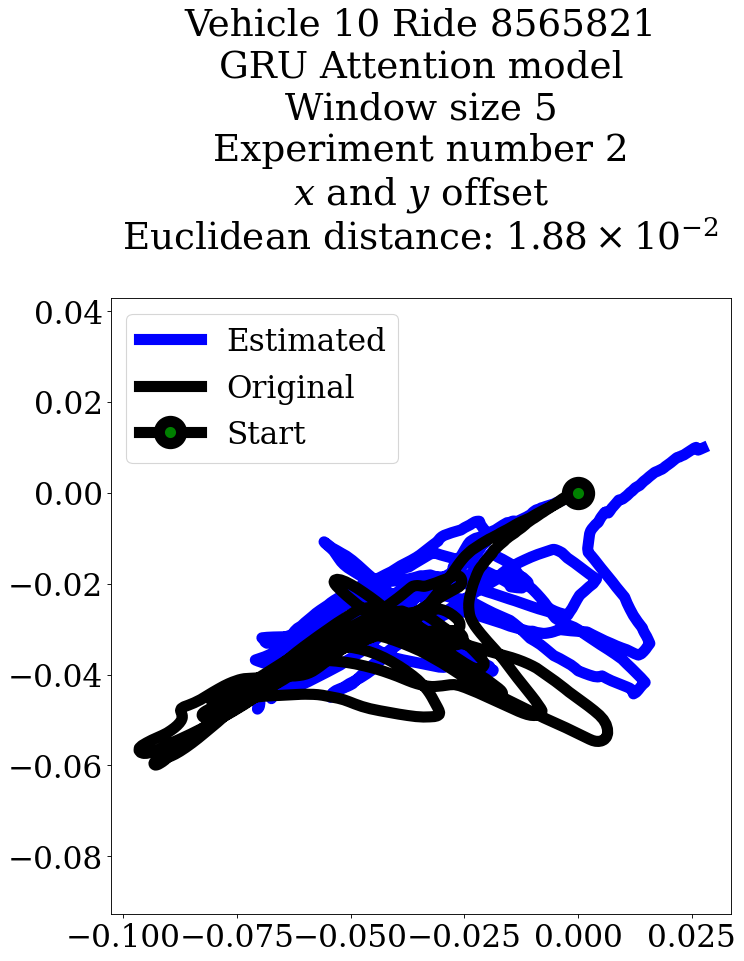 Vehicle 10 Ride 8565821
GRU Attention model
Window size 5
Experiment number 2
x and y offset
Euclidean distance: 1.88 × 10⁻²
0.04
0.02
0.00
−0.02
−0.04
−0.06
−0.08
Estimated
Original
Start
−0.100 −0.075 −0.050 −0.025 0.000 0.025